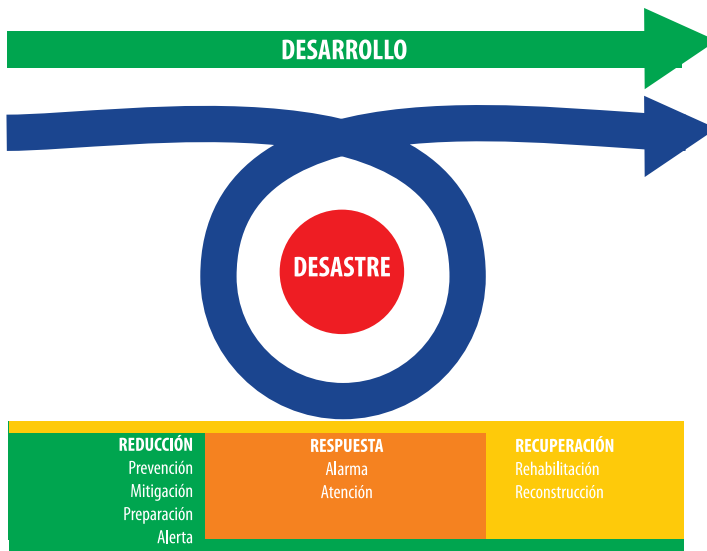 DESARROLLO
DESASTRE
REDUCCIÓN
Prevención
Mitigación
Preparación
Alerta
RESPUESTA
Alarma
Atención
RECUPERACIÓN
Rehabilitación
Reconstrucción